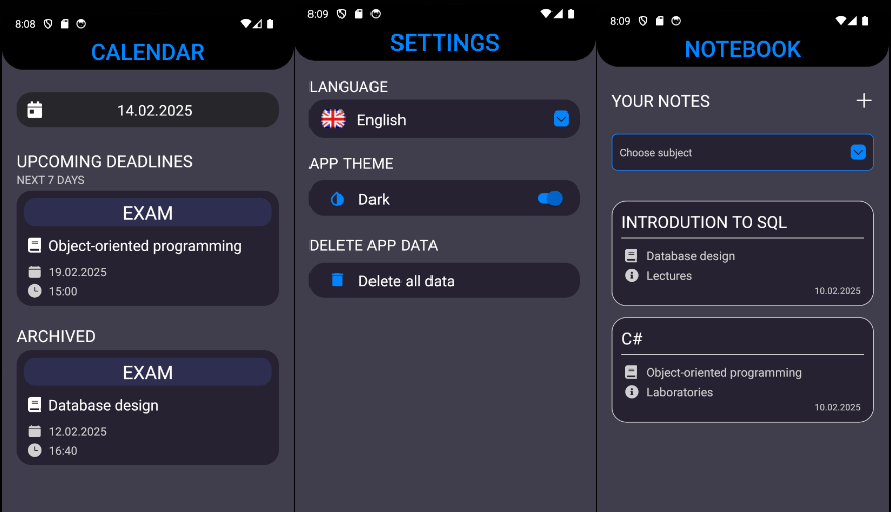 8:08
CALENDAR
14.02.2025
UPCOMING DEADLINES
NEXT 7 DAYS
EXAM
Object-oriented programming
19.02.2025
15:00
ARCHIVED
EXAM
Database design
12.02.2025
16:40
8:09
SETTINGS
LANGUAGE
English
APP THEME
Dark
DELETE APP DATA
Delete all data
8:09
NOTEBOOK
YOUR NOTES
Choose subject
INTRODUTION TO SQL
Database design
Lectures
10.02.2025
C#
Object-oriented programming
Laboratories
10.02.2025